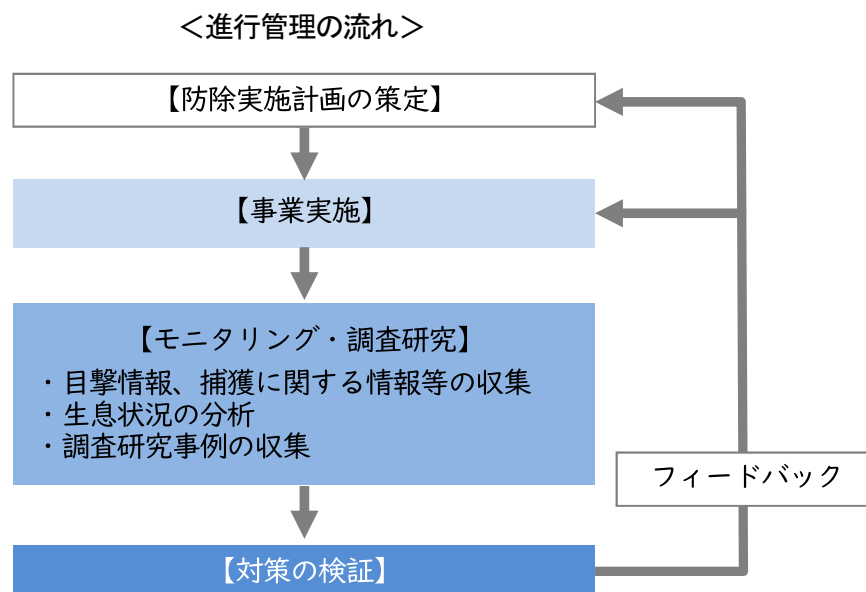 ＜進行管理の流れ＞
【防除実施計画の策定】
【事業実施】
【モニタリング・調査研究】
・目撃情報、捕獲に関する情報等の収集
・生息状況の分析
・調査研究事例の収集
フィードバック
【対策の検証】